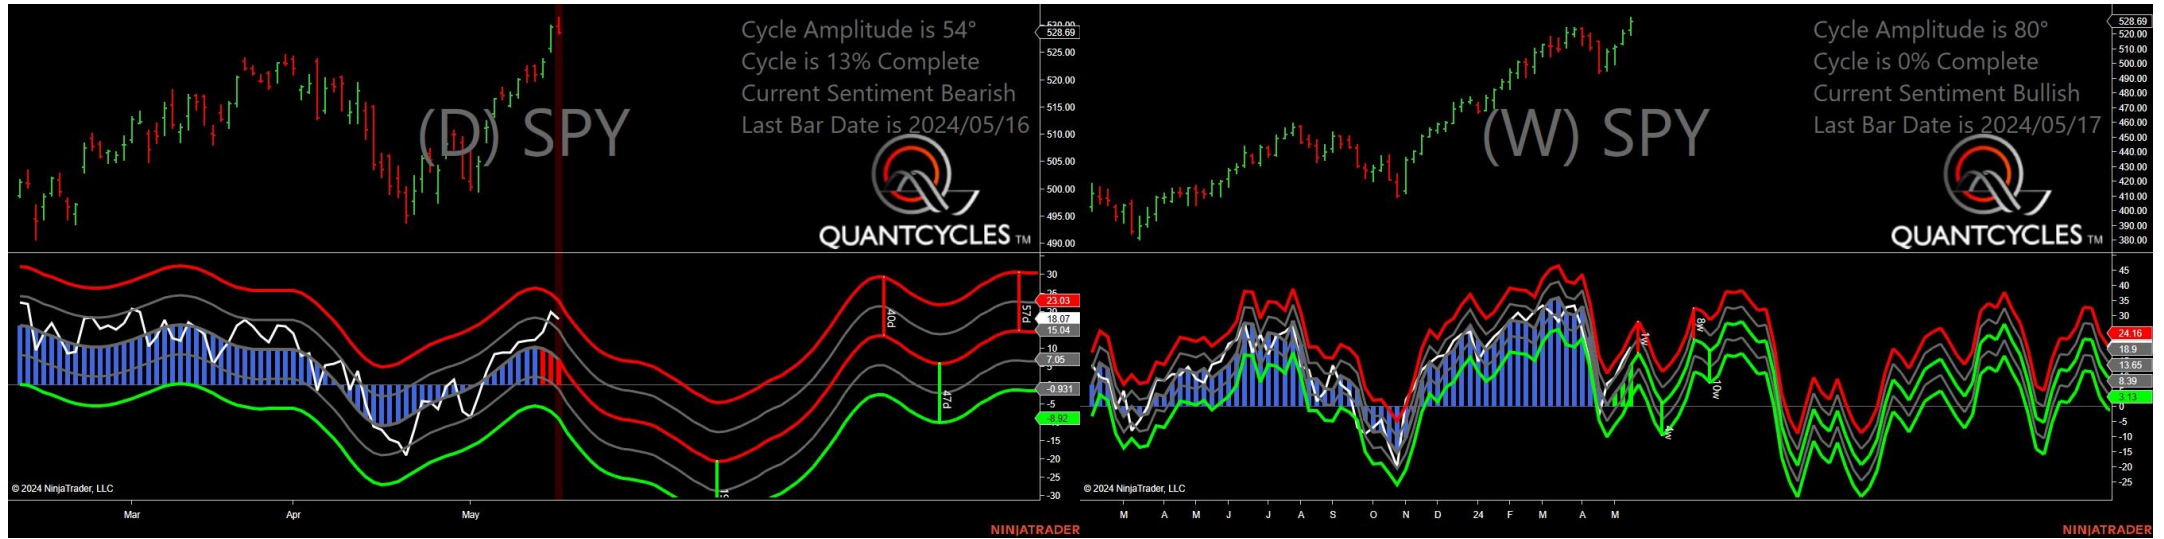 Cycle Amplitude is 54°
Cycle is 13% Complete
Current Sentiment Bearish
Last Bar Date is 2024/05/16
(D) SPY
QUANTCYCLES TM
530.00
528.69
525.00
520.00
515.00
510.00
505.00
500.00
495.00
490.00
30
25
23.03
18.07
15.04
10
7.05
-0.931
-5
-8.92
-15
-20
-25
-30
40d
57d
47d
© 2024 NinjaTrader, LLC
Mar Apr May
NINJATRADER
Cycle Amplitude is 80°
Cycle is 0% Complete
Current Sentiment Bullish
Last Bar Date is 2024/05/17
(W) SPY
QUANTCYCLES TM
528.69
520.00
510.00
500.00
490.00
480.00
470.00
460.00
450.00
440.00
430.00
420.00
410.00
400.00
390.00
380.00
45
40
35
30
24.16
18.9
13.65
8.39
3.13
0
-5
-10
-15
-20
-25
1w
8w
4w
10w
© 2024 NinjaTrader, LLC
M A M J J A S O N D 24 F M A M
NINJATRADER